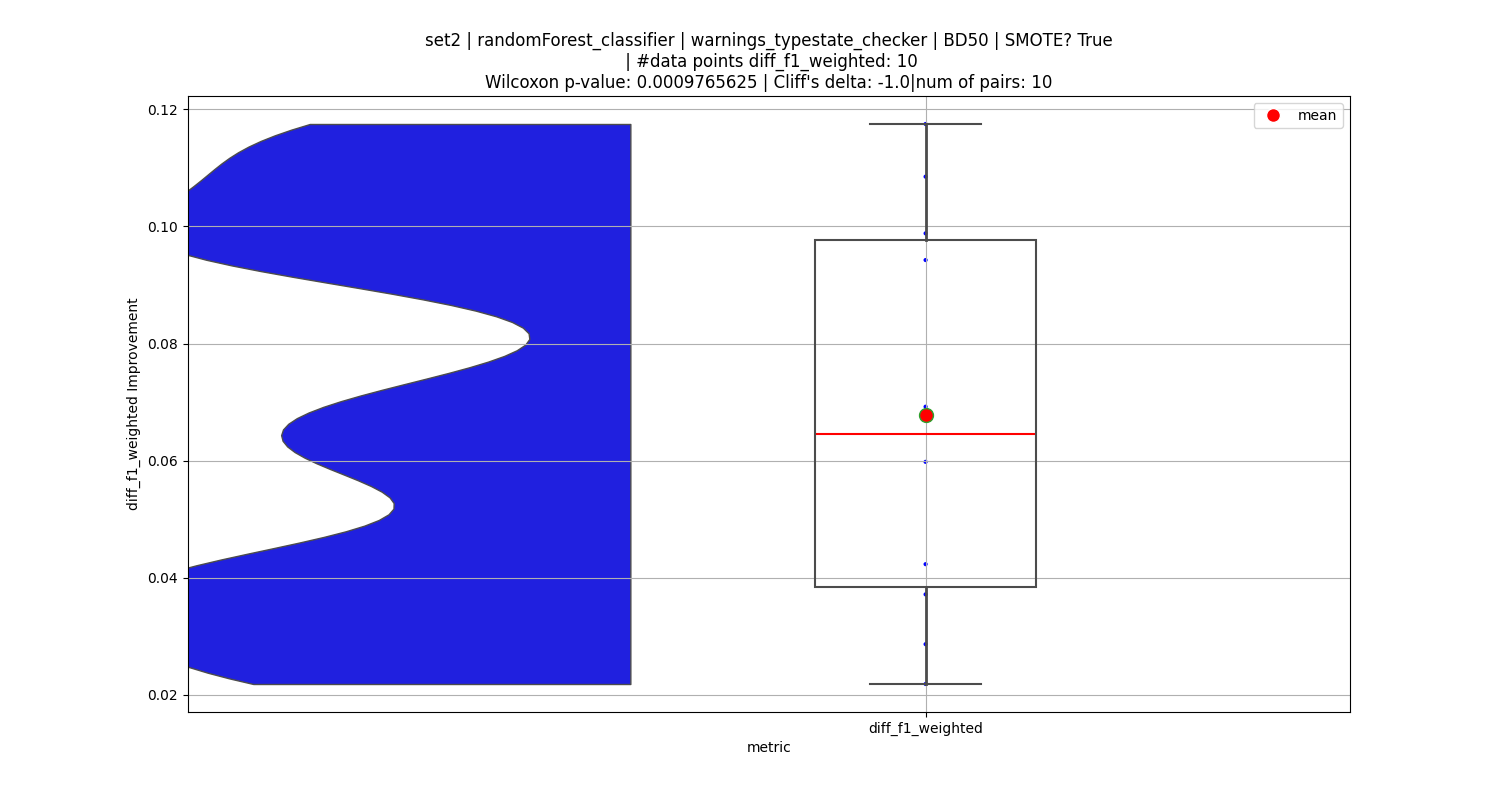 set2 | randomForest_classifier | warnings_typestate_checker | BD50 | SMOTE? True
| #data points diff_f1_weighted: 10
Wilcoxon p-value: 0.0009765625 | Cliff's delta: -1.0|num of pairs: 10
mean
0.12
0.10
0.08
0.06
0.04
0.02
diff_f1_weighted Improvement
diff_f1_weighted
metric